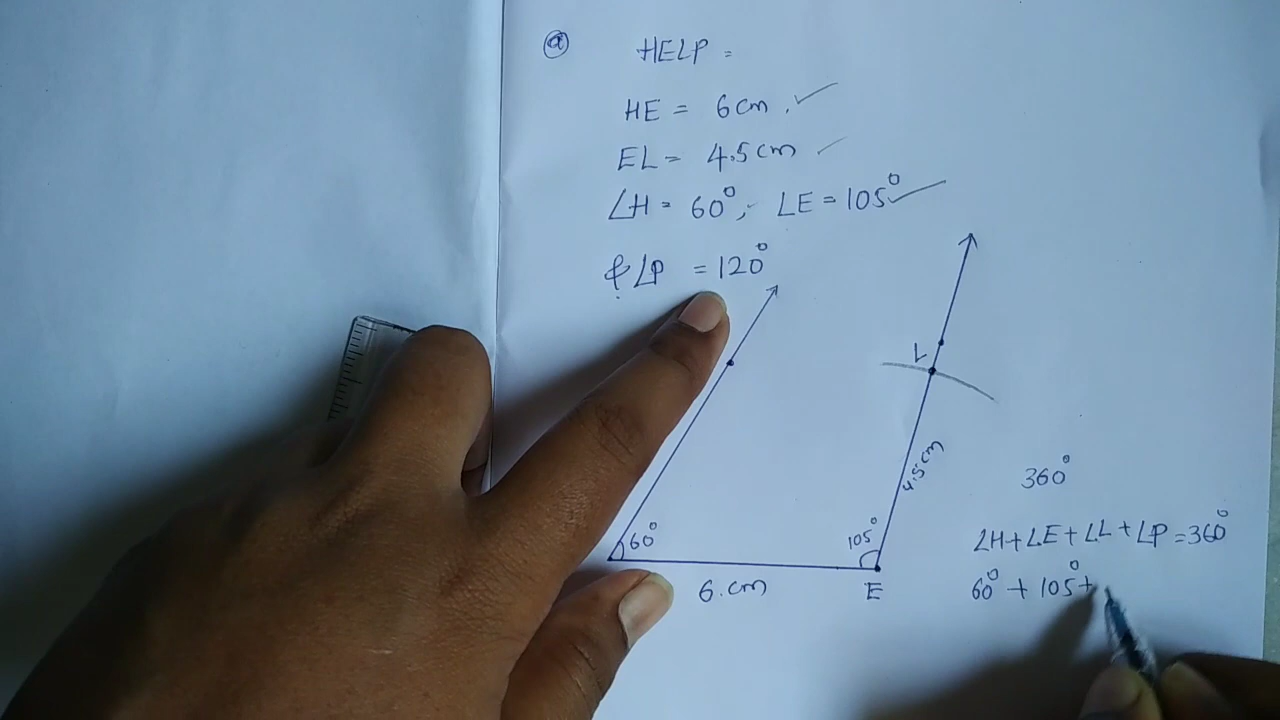 a HELP =
HE = 6cm.
EL = 4.5cm
∠H = 60°, ∠E = 105°
& ∠P = 120°
L
4.5cm
360°
60° 105°
∠H+∠E+∠L+∠P=360°
6.cm E 60° + 105°+